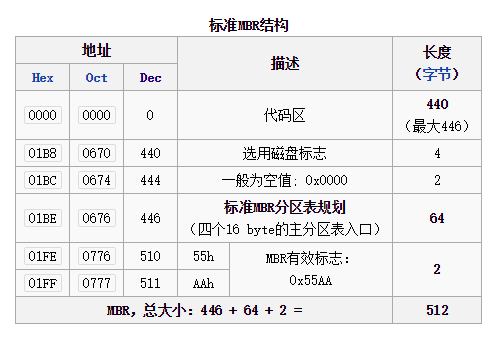 标准MBR结构
地址 描述 长度
（字节）
Hex Oct Dec
0000 0000 0 代码区 440
（最大446）
01B8 0670 440 选用磁盘标志 4
01BC 0674 444 一般为空值; 0x0000 2
01BE 0676 446 标准MBR分区表规划
（四个16 byte的主分区表入口） 64
01FE 0776 510 55h MBR有效标志：
0x55AA 2
01FF 0777 511 AAh
MBR, 总大小: 446 + 64 + 2 = 512